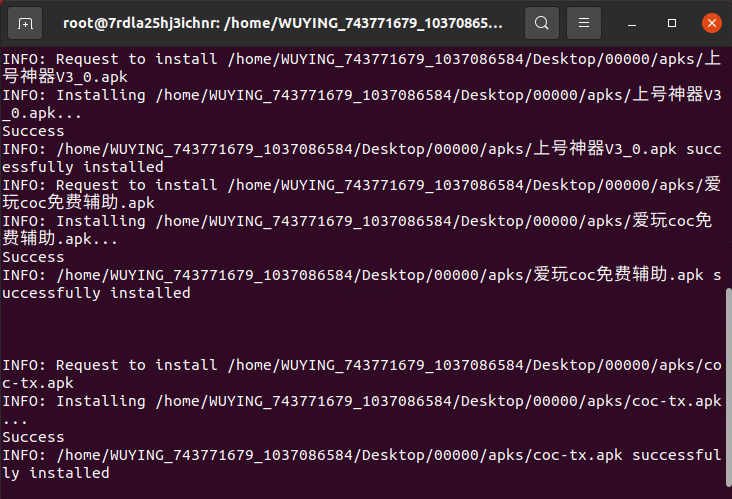 root@7rdla25hj3ichnr: /home/WUYING_743771679_10370865...
INFO: Request to install /home/WUYING_743771679_1037086584/Desktop/00000/apks/上
号神器V3_0.apk
INFO: Installing /home/WUYING_743771679_1037086584/Desktop/00000/apks/上号神器V3
_0.apk...
Success
INFO: /home/WUYING_743771679_1037086584/Desktop/00000/apks/上号神器V3_0.apk succ
essfully installed
INFO: Request to install /home/WUYING_743771679_1037086584/Desktop/00000/apks/爱
玩coc免费辅助.apk
INFO: Installing /home/WUYING_743771679_1037086584/Desktop/00000/apks/爱玩coc免
费辅助.apk...
Success
INFO: /home/WUYING_743771679_1037086584/Desktop/00000/apks/爱玩coc免费辅助.apk s
uccessfully installed
INFO: Request to install /home/WUYING_743771679_1037086584/Desktop/00000/apks/co
c-tx.apk
INFO: Installing /home/WUYING_743771679_1037086584/Desktop/00000/apks/coc-tx.apk
...
Success
INFO: /home/WUYING_743771679_1037086584/Desktop/00000/apks/coc-tx.apk successful
ly installed